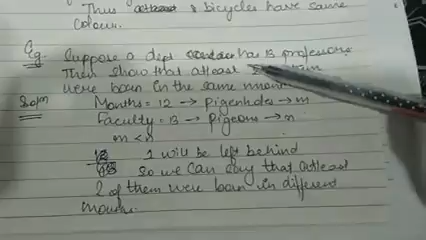 Thus atleast 8 bicycles have same
colour.
Eg. Suppose a dept has 13 professors
Then show that atleast
were born in the same month
Soln Months = 12 → Pigenholes → m
Faculty = 13 → Pigeons → n
m < n
1 will be left behind
So we can say that atleast
2 of them were born in different
month.